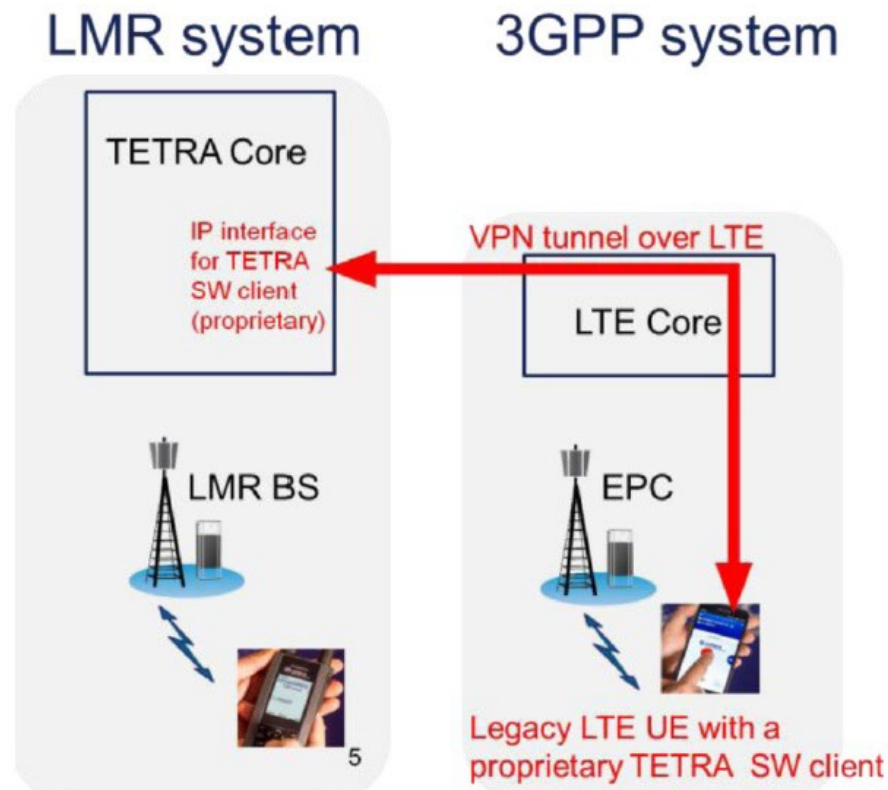 LMR system
3GPP system
TETRA Core
IP interface
for TETRA
SW client
(proprietary)
VPN tunnel over LTE
LTE Core
LMR BS
EPC
5
Legacy LTE UE with a
proprietary TETRA SW client